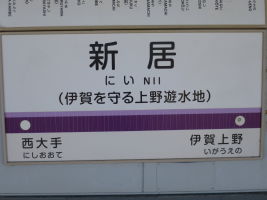 新居
にい NII
(伊賀を守る上野遊水地)
西大手
にしおおて
伊賀上野
いがうえの